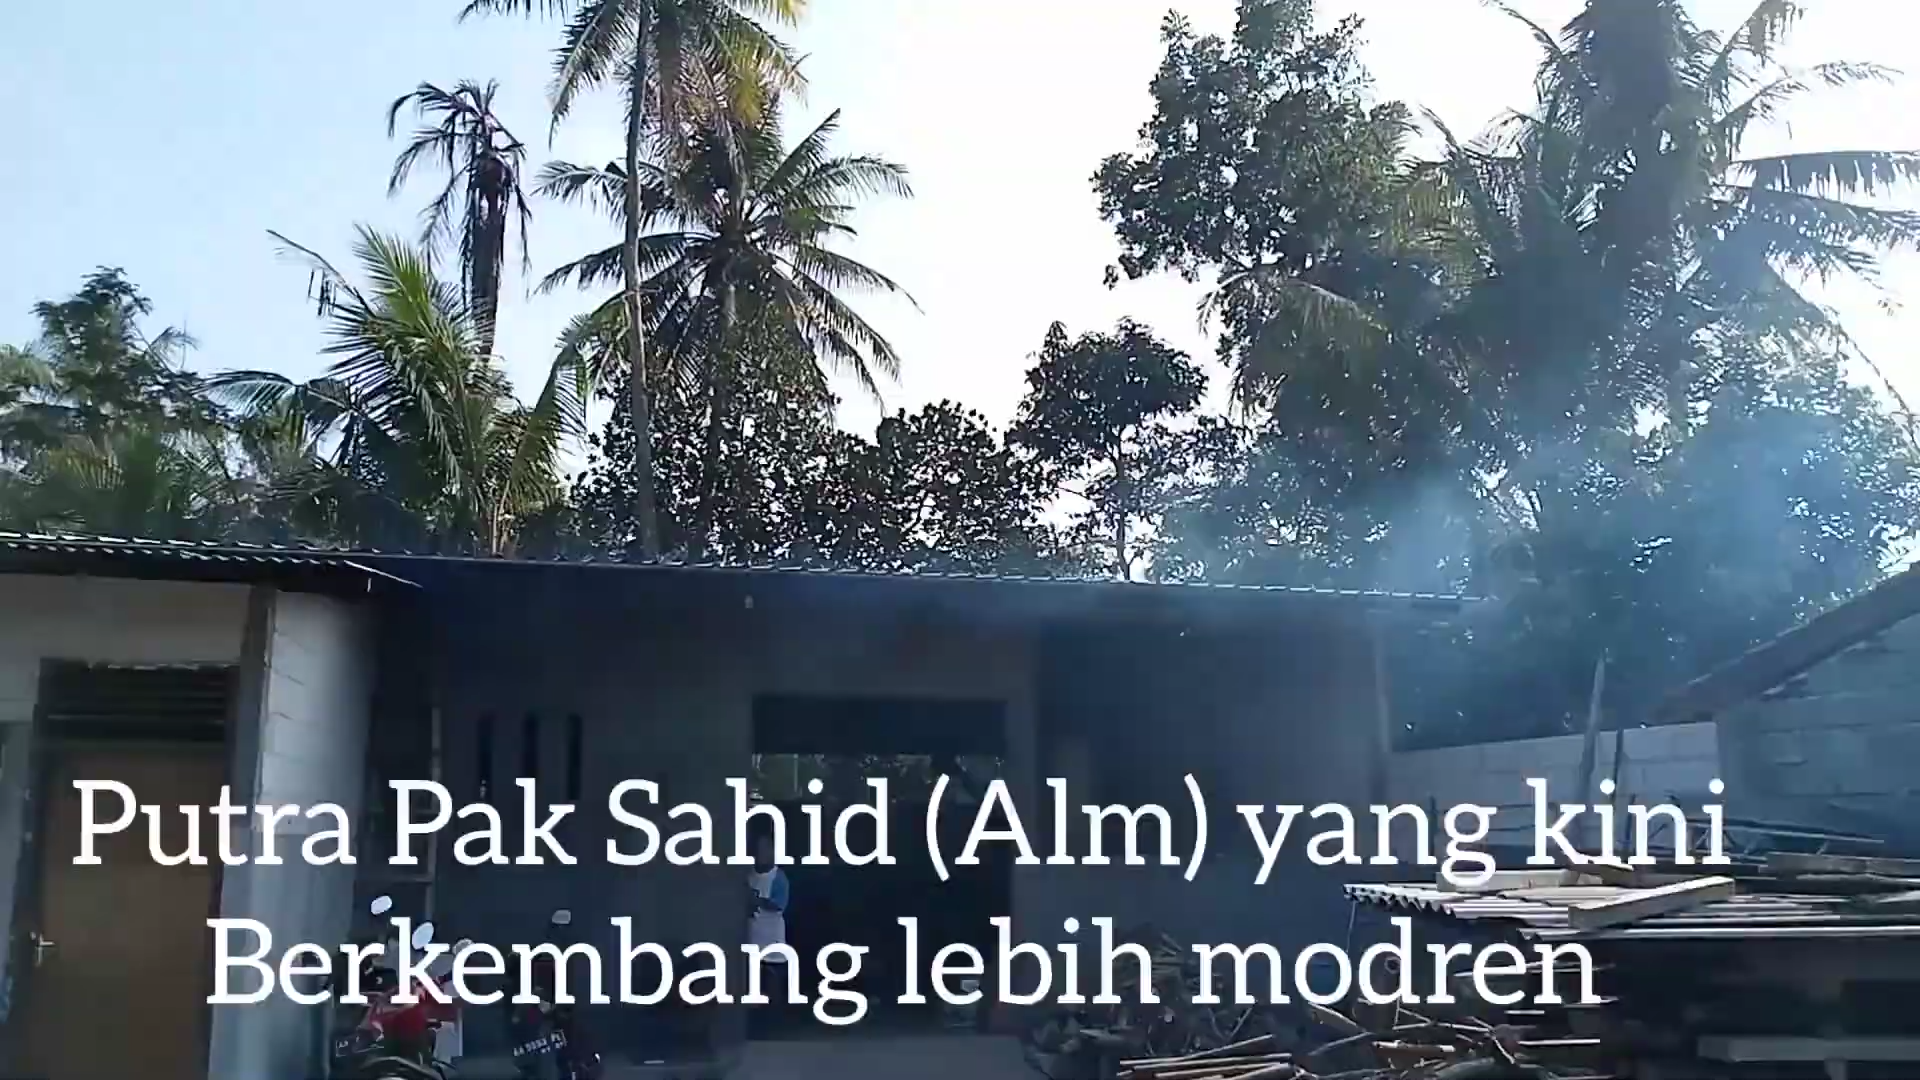 Putra Pak Sahid (Alm) yang kini
Berkembang lebih modren